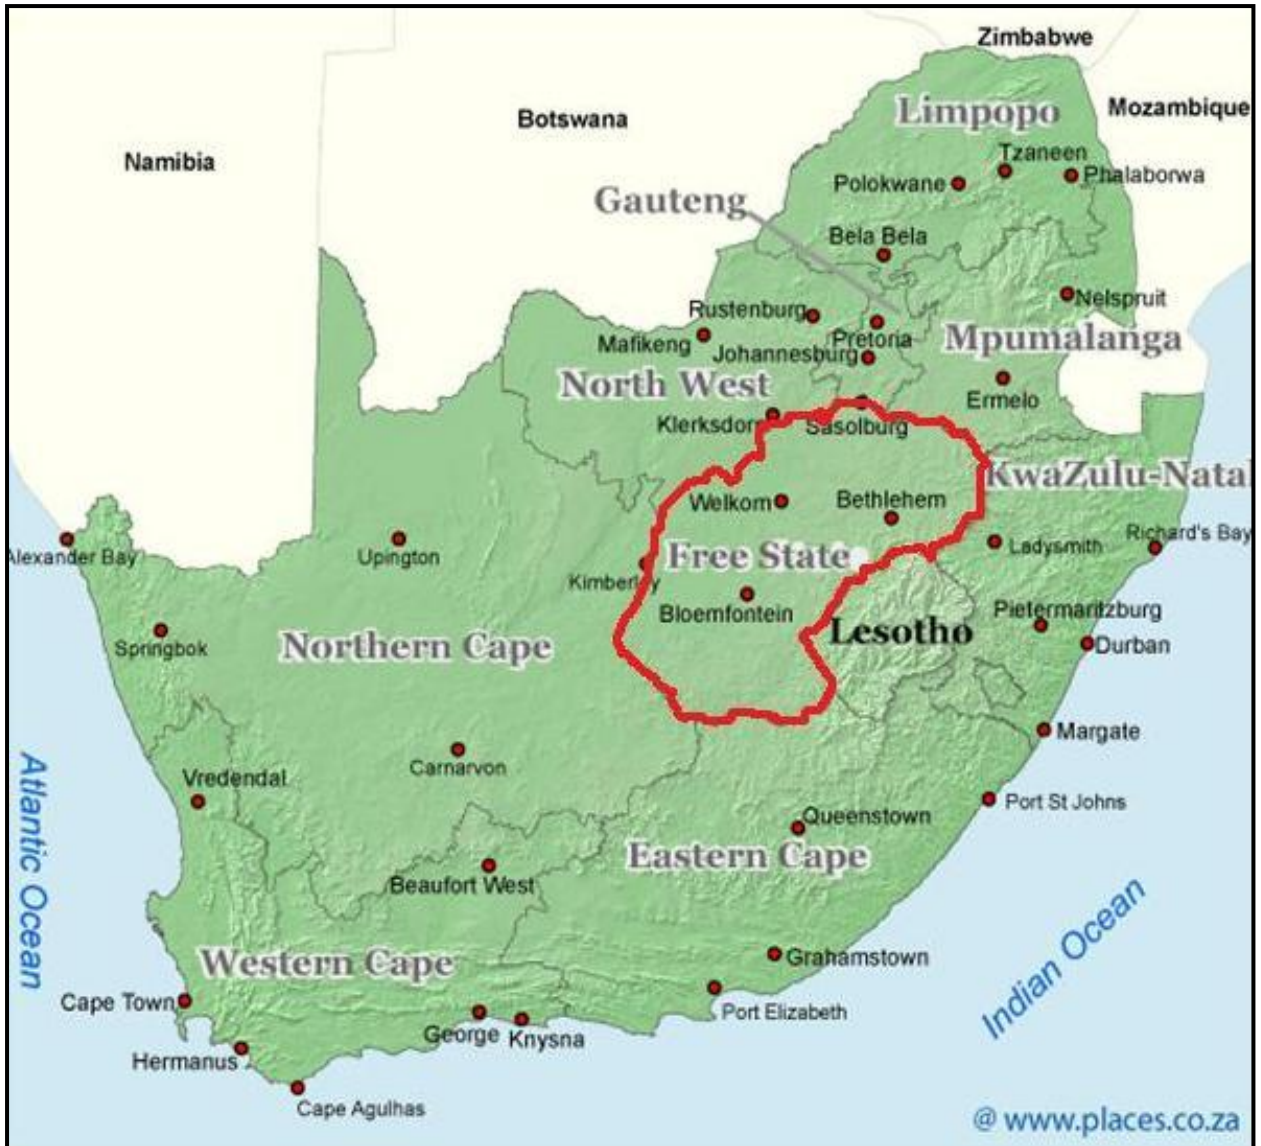 Zimbabwe
Limpopo
Mozambique
Botswana
Namibia
Tzaneen
Polokwane
Phalaborwa
Gauteng
Bela Bela
Nelspruit
Rustenburg
Mafikeng
Pretoria
Johannesburg
Mpumalanga
North West
Ermelo
Klerksdorp
Sasolburg
KwaZulu-Natal
Welkom
Bethlehem
Alexander Bay
Upington
Kimberley
Free State
Ladysmith
Richard's Bay
Bloemfontein
Pietermaritzburg
Springbok
Northern Cape
Lesotho
Durban
Margate
Carnarvon
Vredendal
Port St Johns
Queenstown
Atlantic Ocean
Beaufort West
Eastern Cape
Indian Ocean
Western Cape
Grahamstown
Cape Town
Port Elizabeth
George
Knysna
Hermanus
Cape Agulhas
@ www.places.co.za